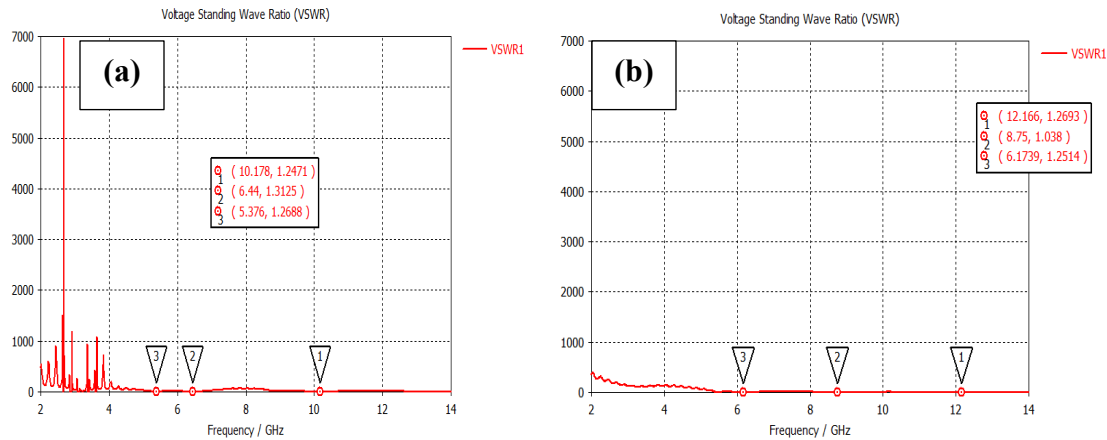 Voltage Standing Wave Ratio (VSWR)
7000
6000
5000
4000
3000
2000
1000
0
2
4
6
8
10
12
14
Frequency / GHz
(a)
VSWR1
1 ( 10.178, 1.2471 )
2 ( 6.44, 1.3125 )
3 ( 5.376, 1.2688 )
3
2
1
Voltage Standing Wave Ratio (VSWR)
7000
6000
5000
4000
3000
2000
1000
0
2
4
6
8
10
12
14
Frequency / GHz
(b)
VSWR1
1 ( 12.166, 1.2693 )
2 ( 8.75, 1.038 )
3 ( 6.1739, 1.2514 )
3
2
1